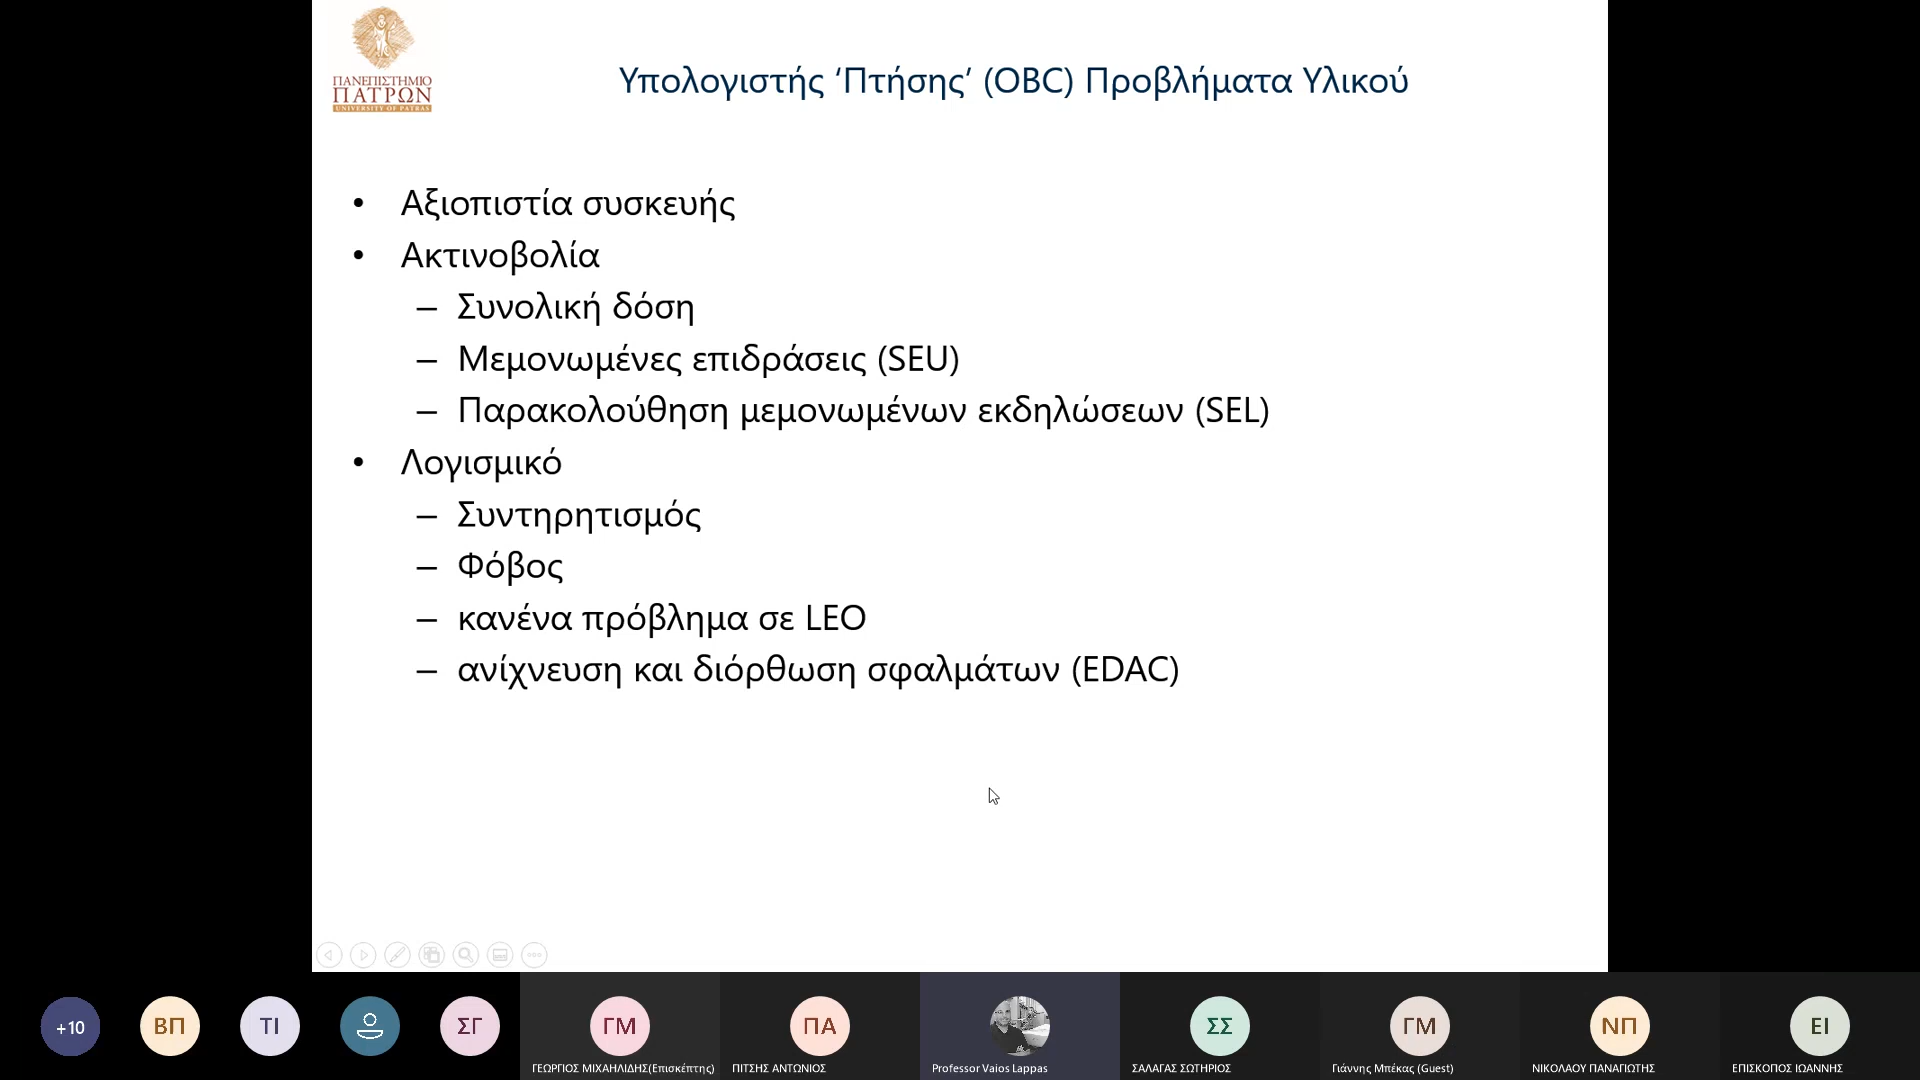 ΠΑΝΕΠΙΣΤΗΜΙΟ
ΠΑΤΡΩΝ
UNIVERSITY OF PATRAS
Υπολογιστής ‘Πτήσης’ (OBC) Προβλήματα Υλικού
• Αξιοπιστία συσκευής
• Ακτινοβολία
– Συνολική δόση
– Μεμονωμένες επιδράσεις (SEU)
– Παρακολούθηση μεμονωμένων εκδηλώσεων (SEL)
• Λογισμικό
– Συντηρητισμός
– Φόβος
– κανένα πρόβλημα σε LEO
– ανίχνευση και διόρθωση σφαλμάτων (EDAC)
+10
ΒΠ
ΤΙ
ΣΓ
ΓΜ
ΠΑ
ΣΣ
ΓΜ
ΝΠ
ΕΙ
ΓΕΩΡΓΙΟΣ ΜΙΧΑΗΛΙΔΗΣ(Επισκέπτης)
ΠΙΤΣΗΣ ΑΝΤΩΝΙΟΣ
Professor Vaios Lappas
ΣΑΛΑΓΑΣ ΣΩΤΗΡΙΟΣ
Γιάννης Μπέκας (Guest)
ΝΙΚΟΛΑΟΥ ΠΑΝΑΓΙΩΤΗΣ
ΕΠΙΣΚΟΠΟΣ ΙΩΑΝΝΗΣ